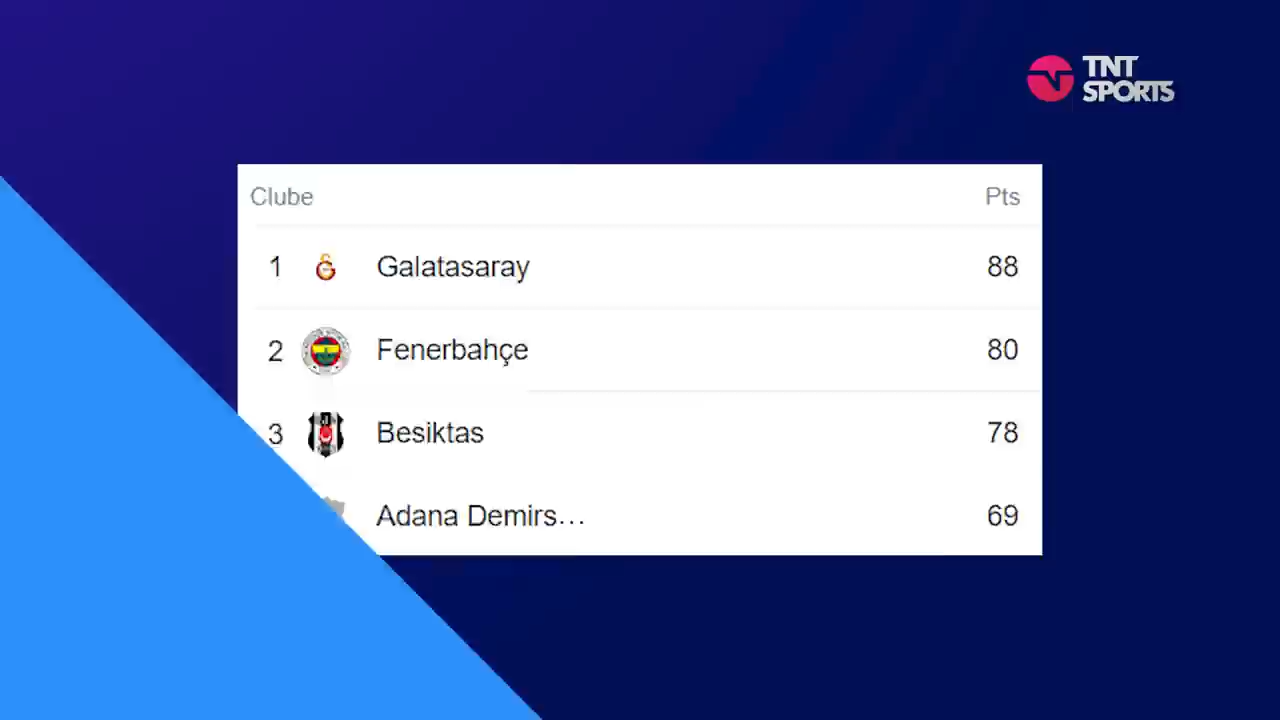 TNT
SPORTS
Clube Pts
1 Galatasaray 88
2 Fenerbahçe 80
3 Besiktas 78
Adana Demirs... 69